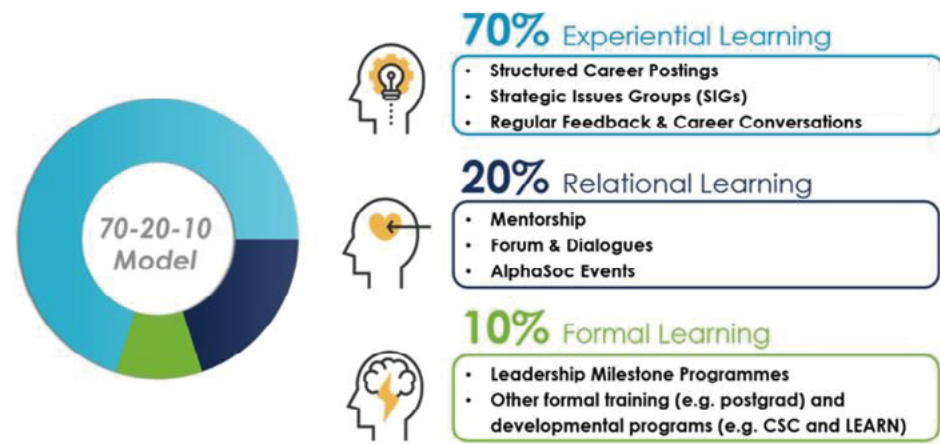 70-20-10
Model
70% Experiential Learning
• Structured Career Postings
• Strategic Issues Groups (SIGs)
• Regular Feedback & Career Conversations
20% Relational Learning
• Mentorship
• Forum & Dialogues
• AlphaSoc Events
10% Formal Learning
• Leadership Milestone Programmes
• Other formal training (e.g. postgrad) and
developmental programs (e.g. CSC and LEARN)